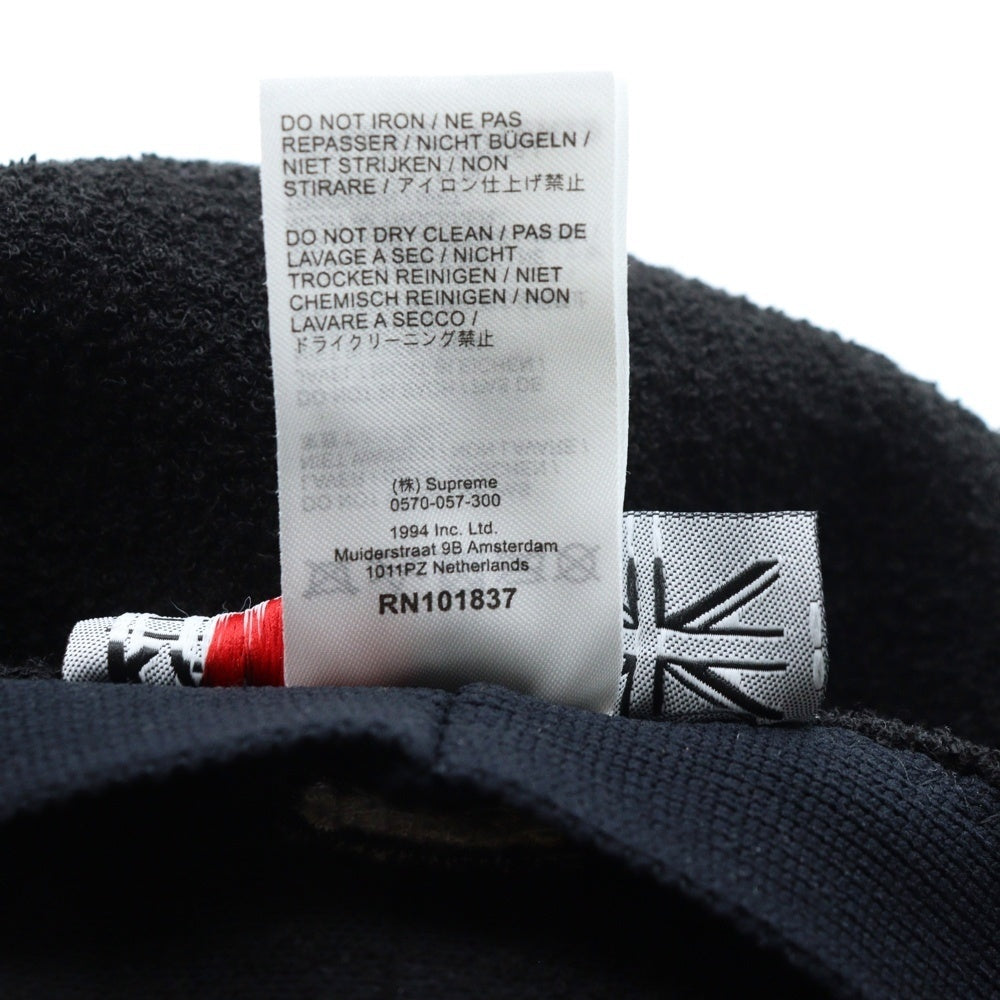 DO NOT IRON / NE PAS
REPASSER / NICHT BÜGELN /
NIET STRIJKEN / NON
STIRARE / アイロン仕上げ禁止
DO NOT DRY CLEAN / PAS DE
LAVAGE A SEC / NICHT
TROCKEN REINIGEN / NIET
CHEMISCH REINIGEN / NON
LAVARE A SECCO /
ドライクリーニング禁止
(株) Supreme
0570-057-300
1994 Inc. Ltd.
Muiderstraat 9B Amsterdam
1011PZ Netherlands
RN101837